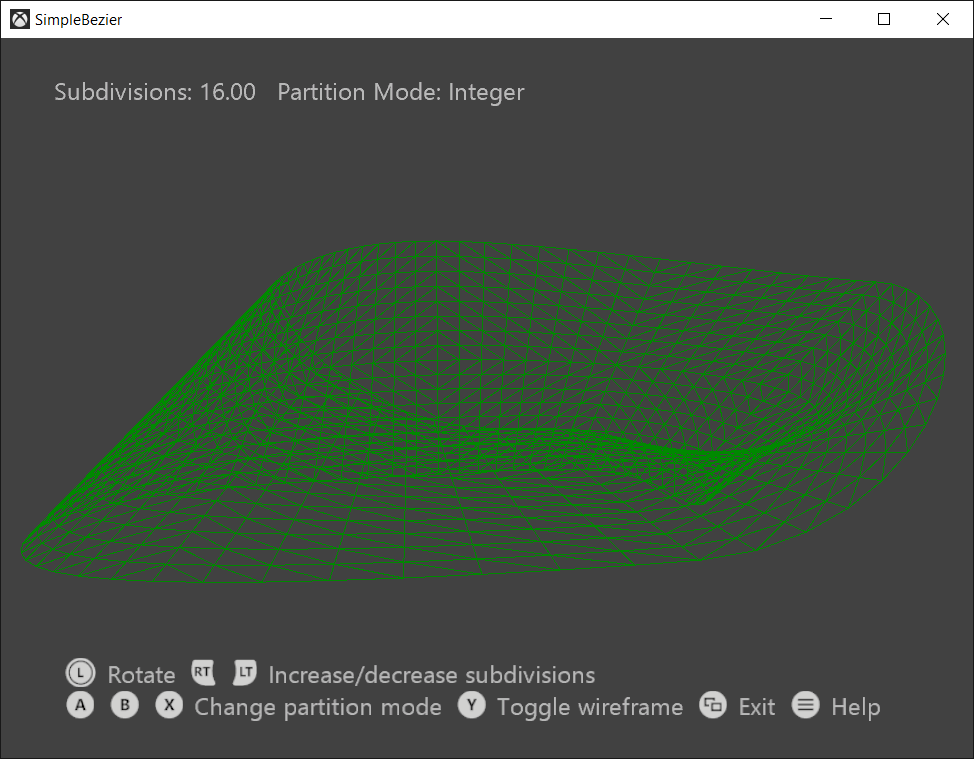 SimpleBezier
Subdivisions: 16.00 Partition Mode: Integer
L Rotate RT LT Increase/decrease subdivisions
A B X Change partition mode Y Toggle wireframe Exit Help